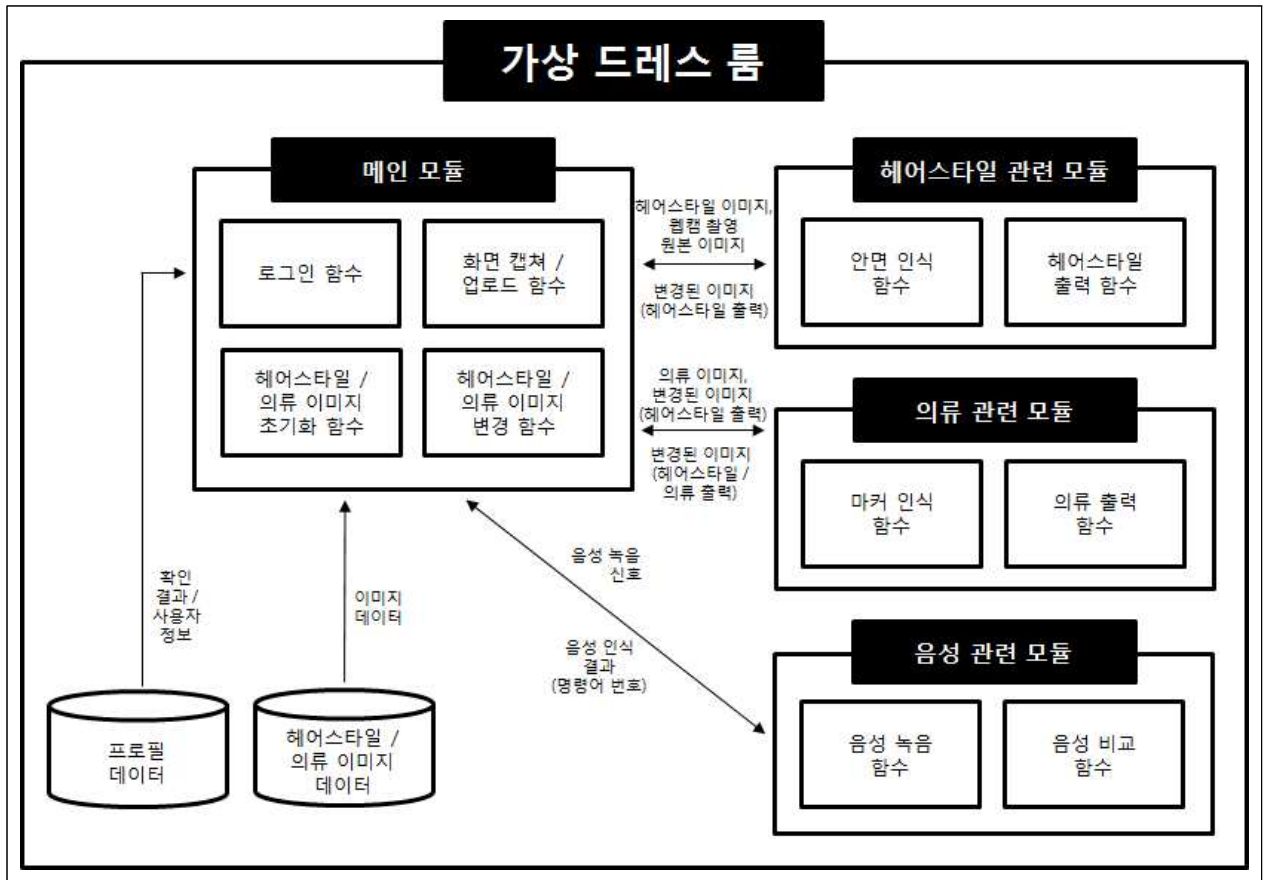 가상 드레스 룸
메인 모듈
로그인 함수
화면 캡쳐 /
업로드 함수
헤어스타일 /
의류 이미지
초기화 함수
헤어스타일 /
의류 이미지
변경 함수
헤어스타일 이미지,
웹캠 촬영
원본 이미지
변경된 이미지
(헤어스타일 출력)
헤어스타일 관련 모듈
안면 인식
함수
헤어스타일
출력 함수
의류 이미지,
변경된 이미지
(헤어스타일 출력)
변경된 이미지
(헤어스타일 /
의류 출력)
의류 관련 모듈
마커 인식
함수
의류 출력
함수
확인
결과 /
사용자
정보
이미지
데이터
음성 녹음
신호
음성 인식
결과
(명령어 번호)
음성 관련 모듈
음성 녹음
함수
음성 비교
함수
프로필
데이터
헤어스타일 /
의류 이미지
데이터